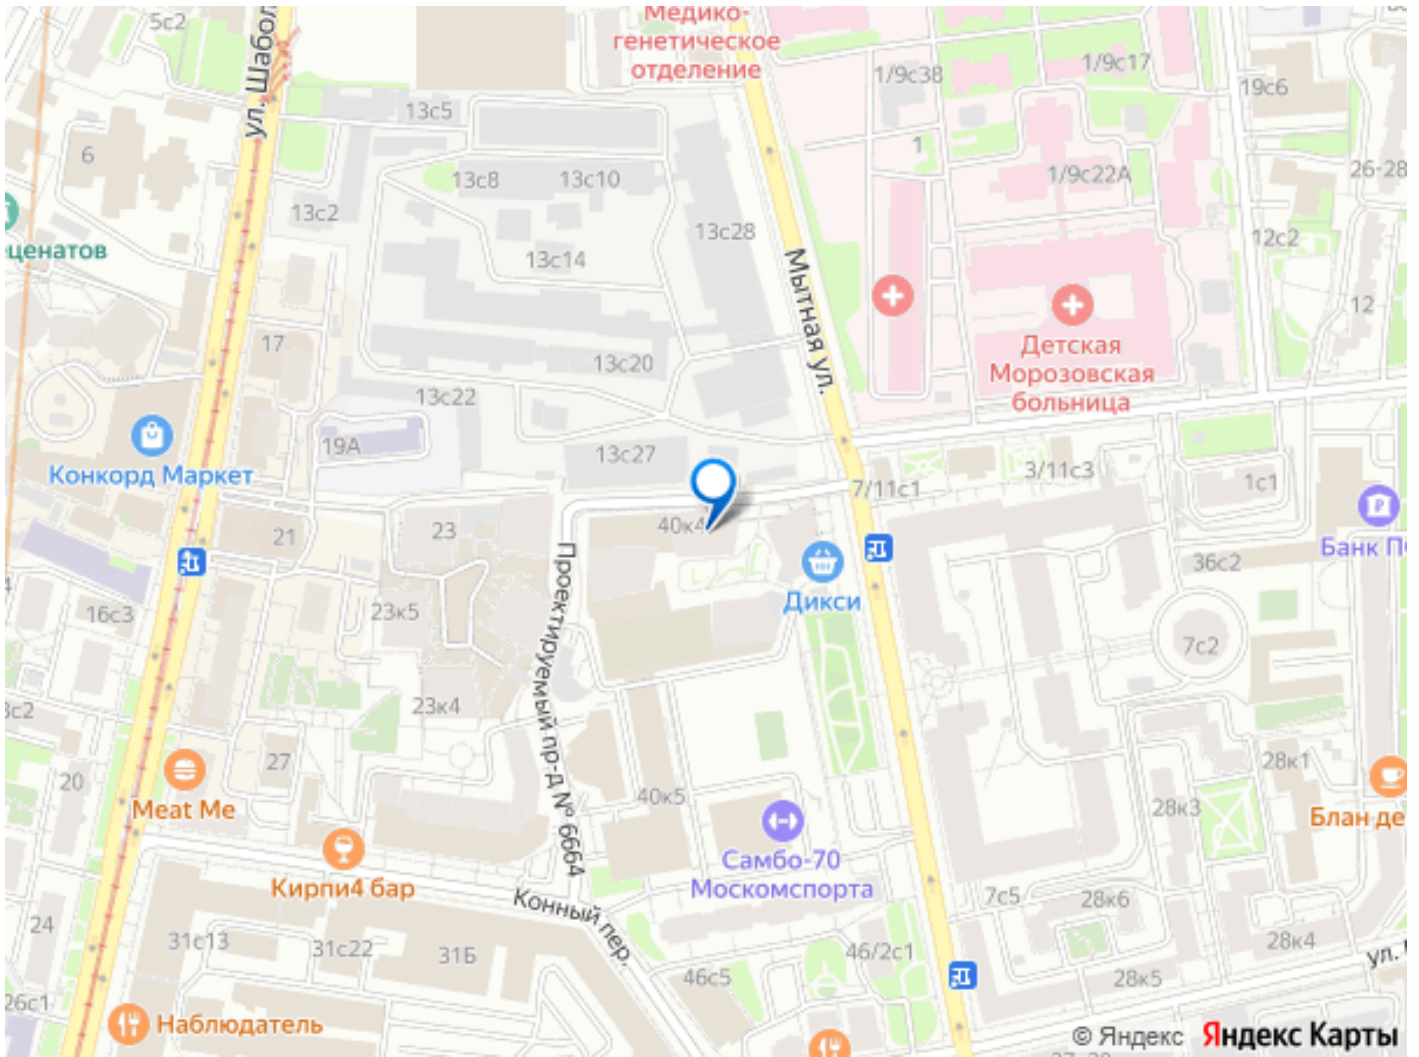 5с2
ул. Шабол
Медико-
генетическое
отделение
1/9с38
1/9с17
19с6
13с5
6
13с8
13с10
1
1/9с22А
26-28
13с2
13с28
12с2
ценатов
13с14
Мытная ул.
12
17
13с20
Детская
Морозовская
больница
13с22
19А
13с27
Конкорд Маркет
3/11с3
7/11с1
1с1
40к4
23
21
Банк П
Проектируемый пр-д № 6664
36с2
Дикси
16с3
23к5
7с2
23к4
3с2
27
28к1
20
40к5
Meat Me
28к3
Блан де
Самбо-70
Москомспорта
Кирпи4 бар
Конный пер.
7с5
28к6
24
31с13
31с22
31Б
46/2с1
28к4
ул.
46с5
28к5
26с1
Наблюдатель
© Яндекс Яндекс Карты